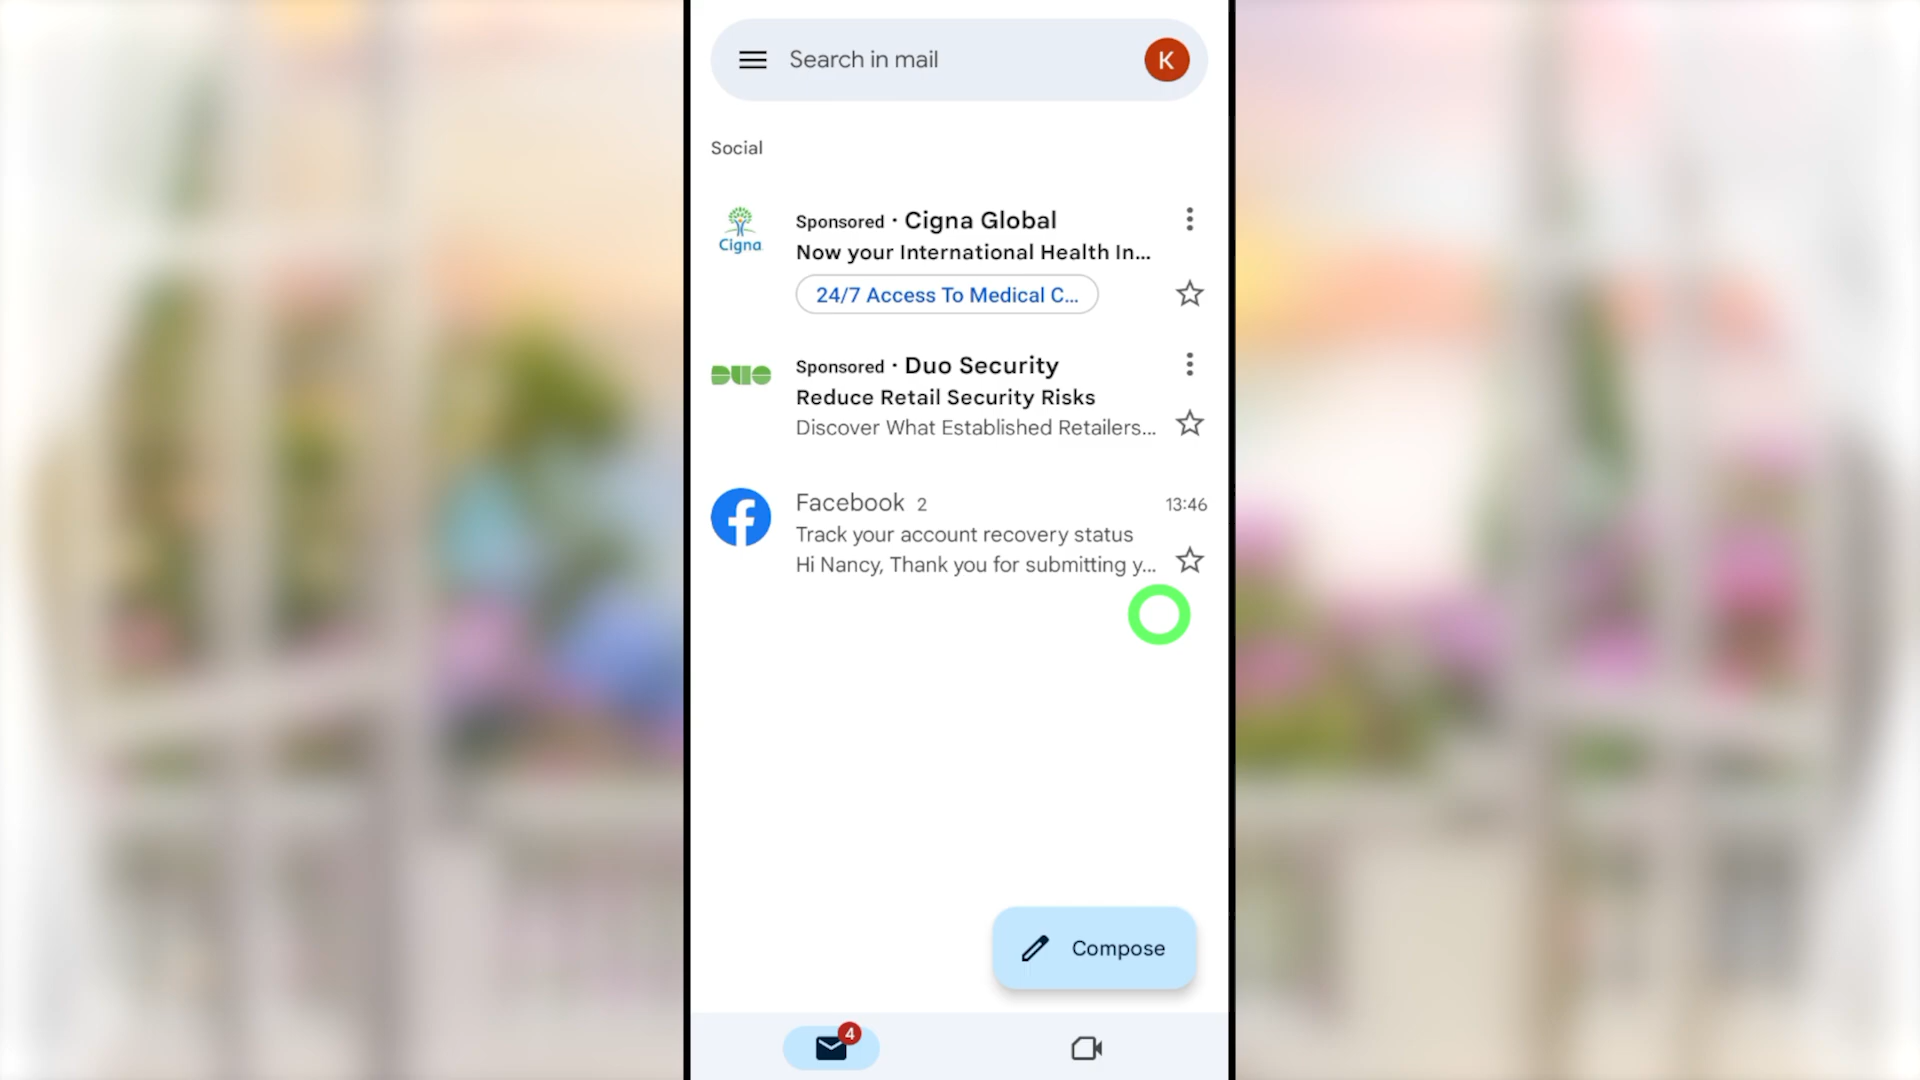 Search in mail
K
Social
Cigna
Sponsored · Cigna Global
Now your International Health In...
24/7 Access To Medical C...
DUO
Sponsored · Duo Security
Reduce Retail Security Risks
Discover What Established Retailers...
Facebook 2
13:46
Track your account recovery status
Hi Nancy, Thank you for submitting y...
Compose
4